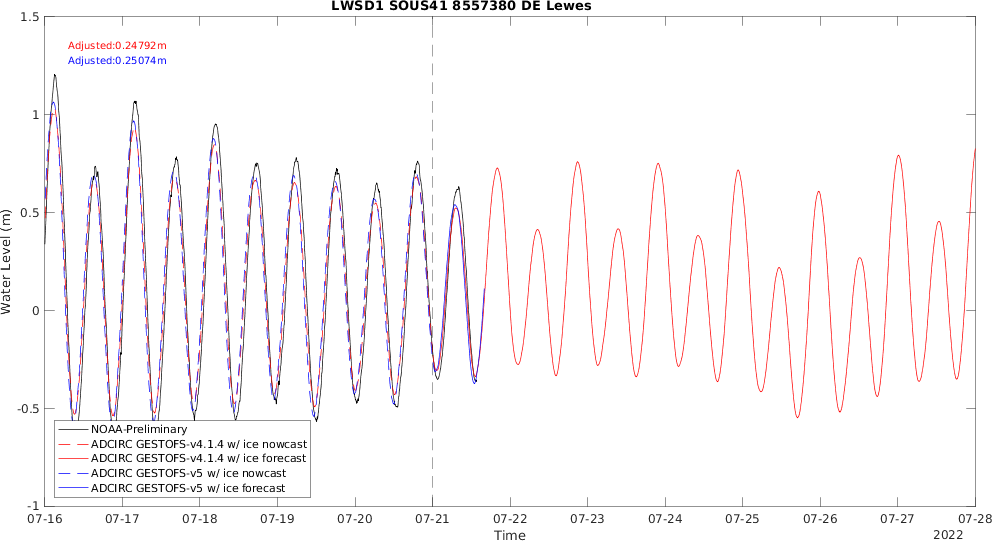 LWSD1 SOUS41 8557380 DE Lewes
Adjusted:0.24792m
Adjusted:0.25074m
1.5
1
0.5
0
-0.5
-1
Water Level (m)
NOAA-Preliminary
ADCIRC GESTOFS-v4.1.4 w/ ice nowcast
ADCIRC GESTOFS-v4.1.4 w/ ice forecast
ADCIRC GESTOFS-v5 w/ ice nowcast
ADCIRC GESTOFS-v5 w/ ice forecast
07-16 07-17 07-18 07-19 07-20 07-21 07-22 07-23 07-24 07-25 07-26 07-27 07-28
Time
2022